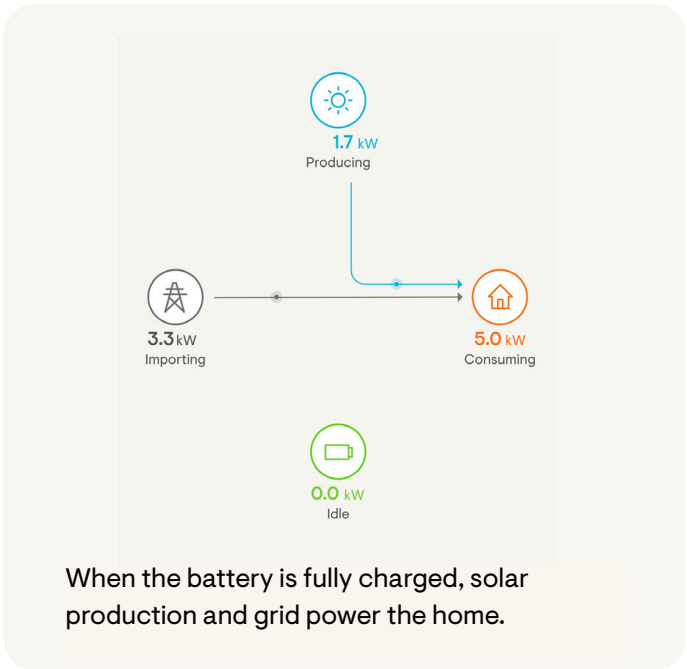 1.7 kW
Producing
3.3 kW
Importing
5.0 kW
Consuming
0.0 kW
Idle
When the battery is fully charged, solar
production and grid power the home.